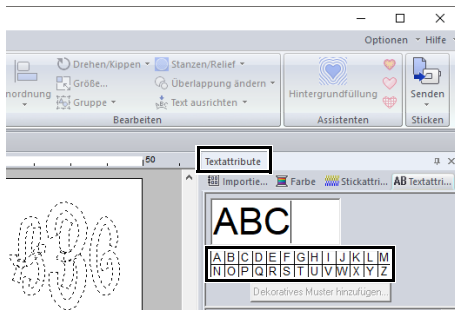 Optionen Hilfe
Drehen/Kippen Stanzen/Relief
Größe... Überlappung ändern
nordnung Gruppe Text ausrichten
Hintergrundfüllung Senden
Bearbeiten Assistenten Sticken
50
Textattribute
Importie... Farbe Stickattri... AB Textattri...
ABC
A B C D E F G H I J K L M
N O P Q R S T U V W X Y Z
Dekoratives Muster hinzufügen...